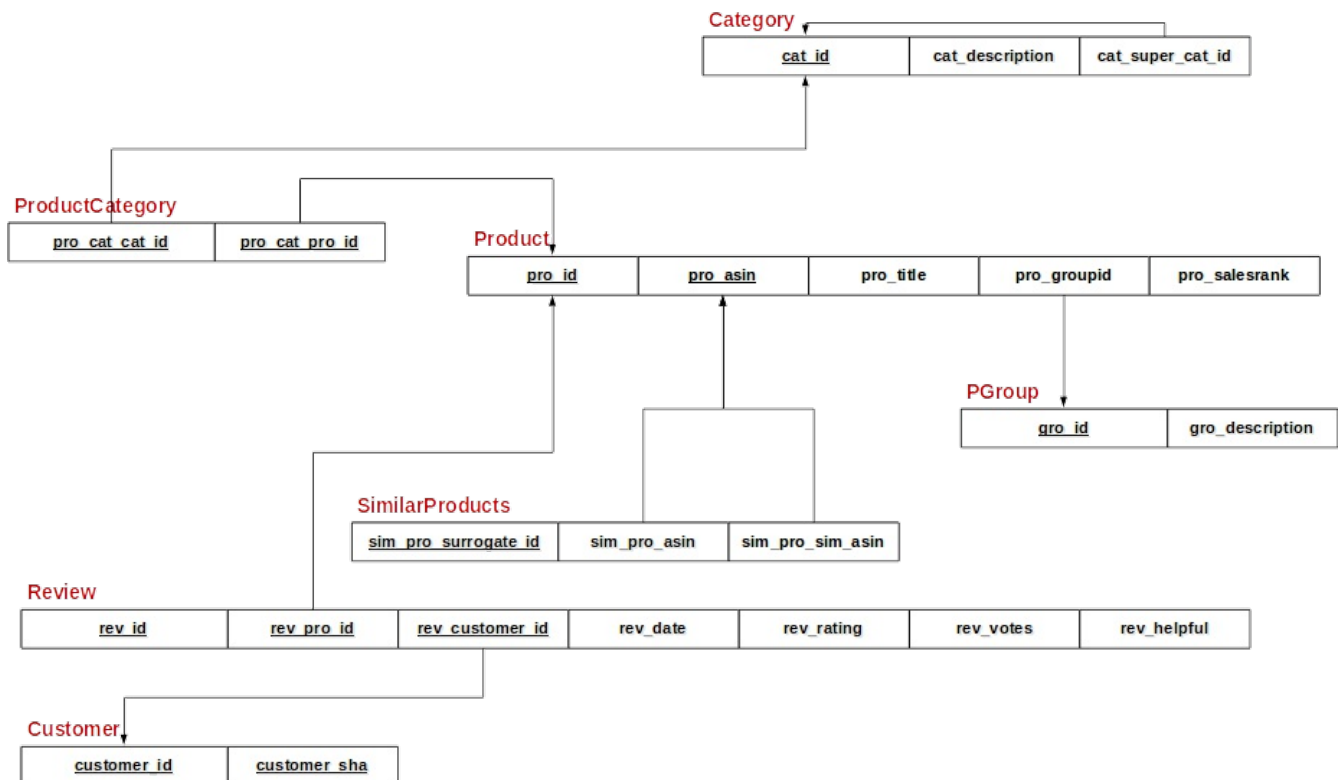 Category
cat_id cat_description cat_super_cat_id
ProductCategory
pro_cat_cat_id pro_cat_pro_id
Product
pro_id pro_asin pro_title pro_groupid pro_salesrank
PGroup
gro_id gro_description
SimilarProducts
sim_pro_surrogate_id sim_pro_asin sim_pro_sim_asin
Review
rev_id rev_pro_id rev_customer_id rev_date rev_rating rev_votes rev_helpful
Customer
customer_id customer_sha